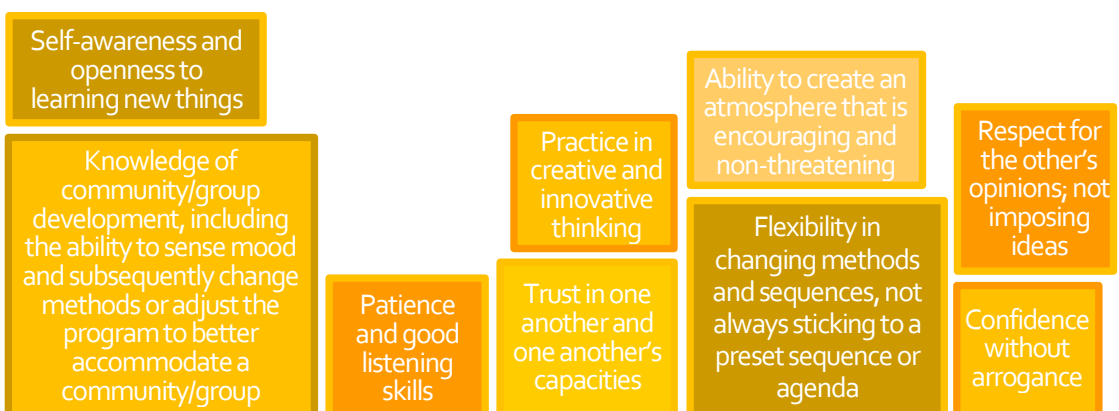 Self-awareness and
openness to
learning new things
Knowledge of
community/group
development, including
the ability to sense mood
and subsequently change
methods or adjust the
program to better
accommodate a
community/group
Patience
and good
listening
skills
Practice in
creative and
innovative
thinking
Trust in one
another and
one another's
capacities
Ability to create an
atmosphere that is
encouraging and
non-threatening
Flexibility in
changing methods
and sequences, not
always sticking to a
preset sequence or
agenda
Respect for
the other's
opinions; not
imposing
ideas
Confidence
without
arrogance